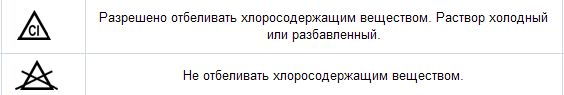 Cl
Разрешено отбеливать хлоросодержащим веществом. Раствор холодный
или разбавленный.
Не отбеливать хлоросодержащим веществом.